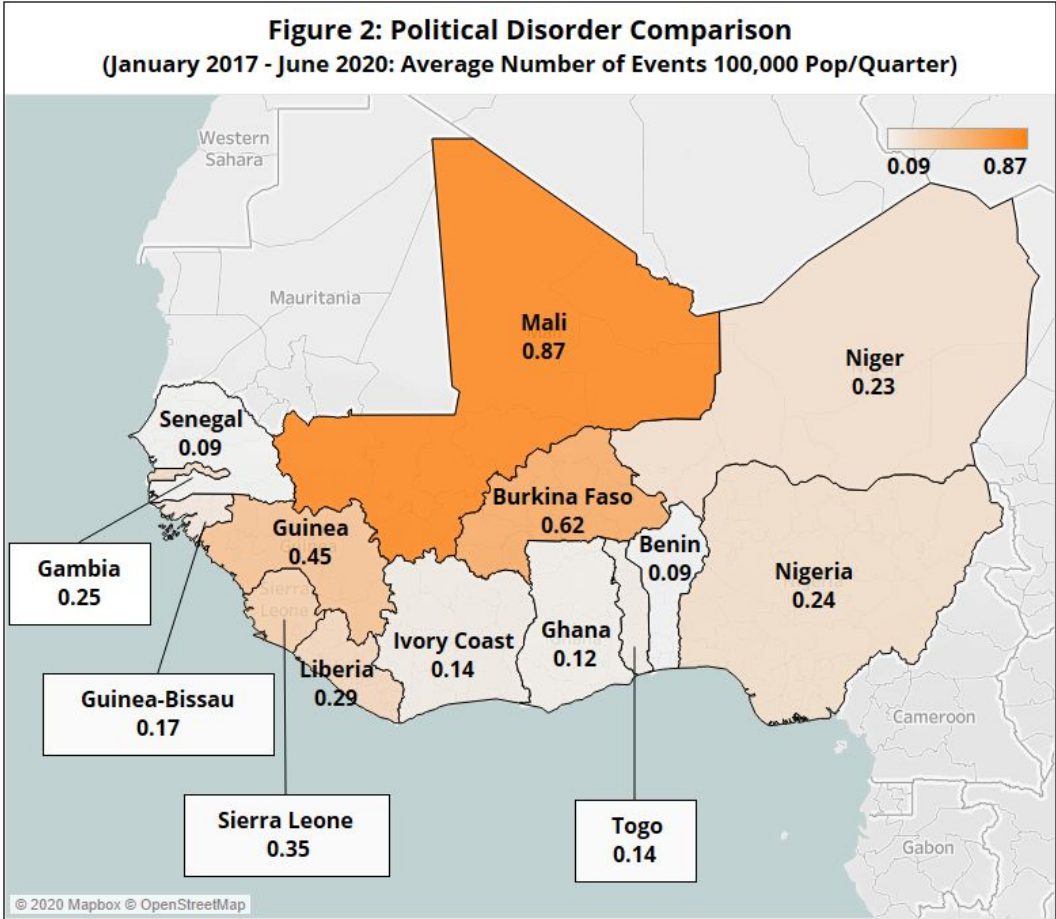 Figure 2: Political Disorder Comparison
(January 2017 - June 2020: Average Number of Events 100,000 Pop/Quarter)
Western
Sahara
0.09 0.87
Mauritania
Mali
0.87
Niger
0.23
Senegal
0.09
Burkina Faso
0.62
Guinea
0.45
Benin
0.09
Gambia
0.25
Nigeria
0.24
Sierra
Leone
Ivory Coast
0.14
Ghana
0.12
Liberia
0.29
Guinea-Bissau
0.17
Cameroon
Sierra Leone
0.35
Togo
0.14
Gabon
© 2020 Mapbox © OpenStreetMap